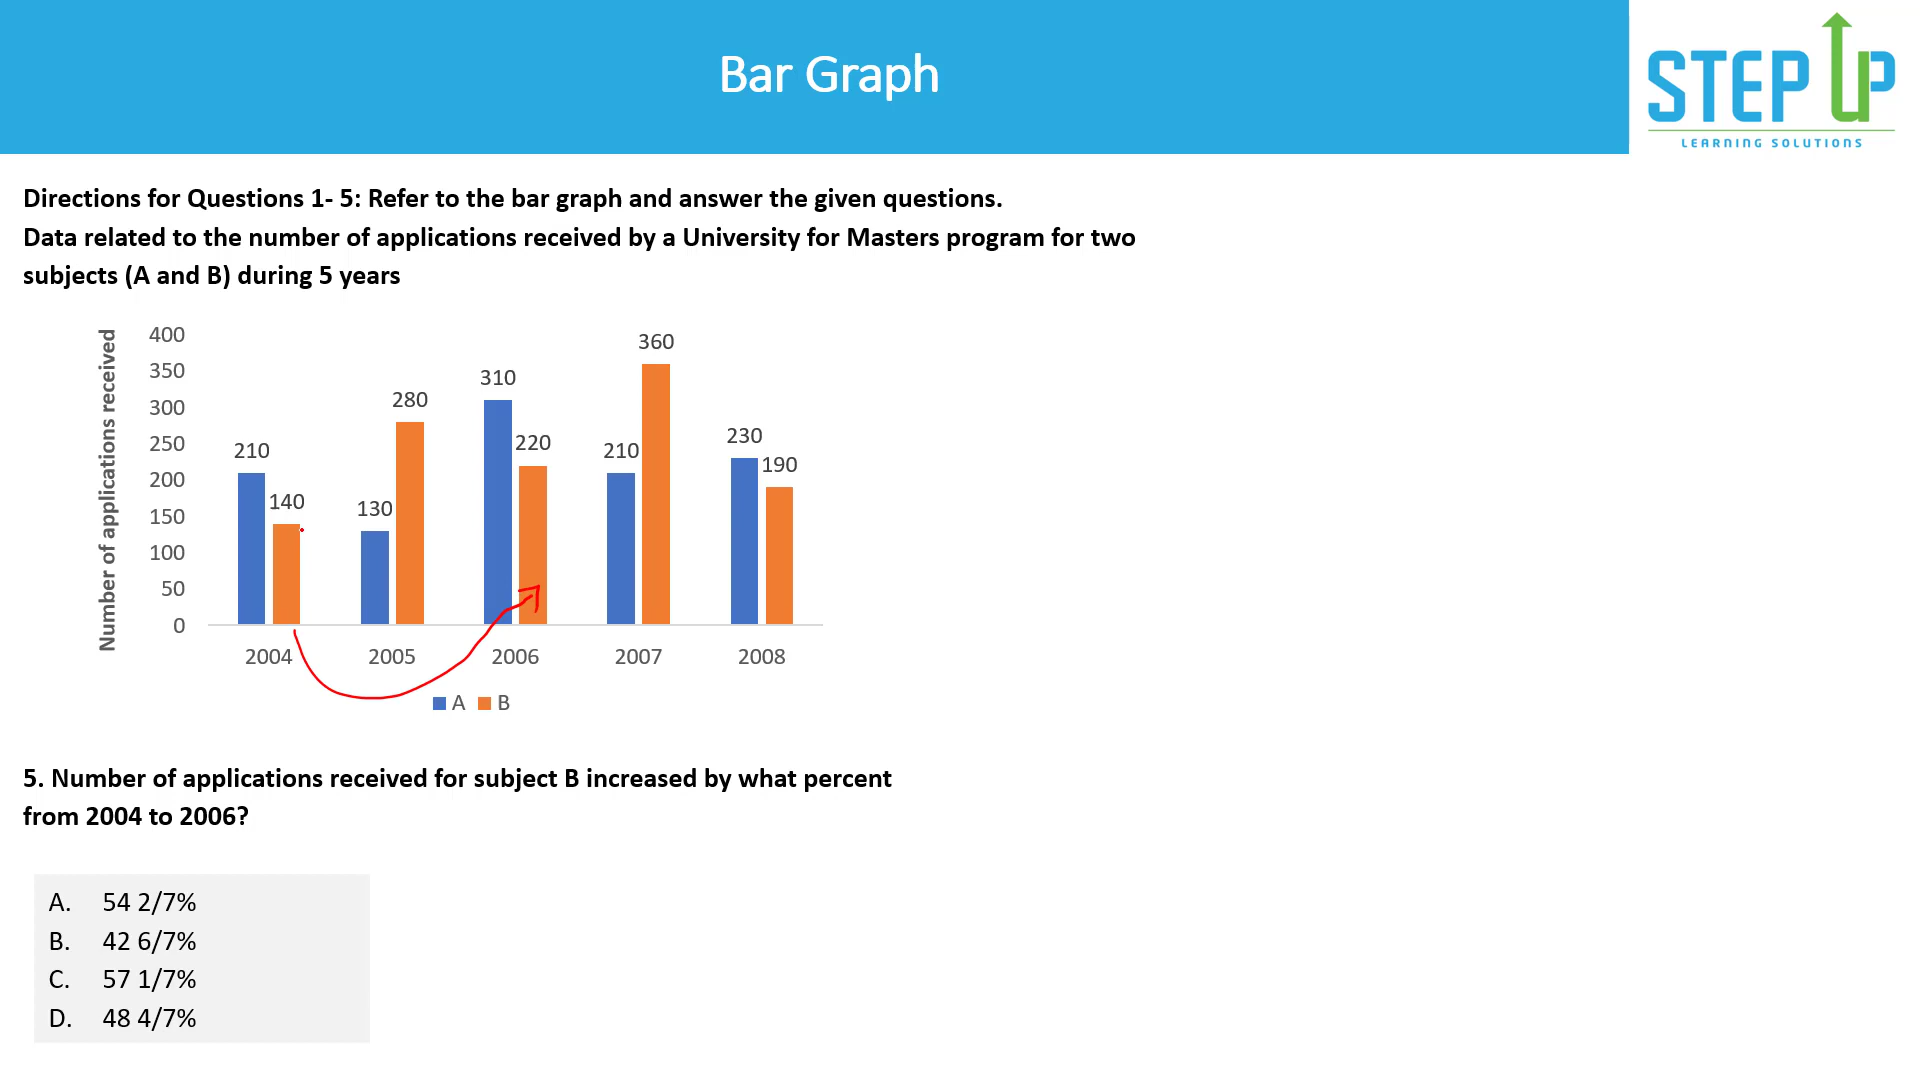 Bar Graph
STEP UP
LEARNING SOLUTIONS
Directions for Questions 1- 5: Refer to the bar graph and answer the given questions.
Data related to the number of applications received by a University for Masters program for two
subjects (A and B) during 5 years
Number of applications received
400
350
300
250
200
150
100
50
0
210
140
130
280
310
220
210
360
230
190
2004 2005 2006 2007 2008
A B
5. Number of applications received for subject B increased by what percent
from 2004 to 2006?
A. 54 2/7%
B. 42 6/7%
C. 57 1/7%
D. 48 4/7%